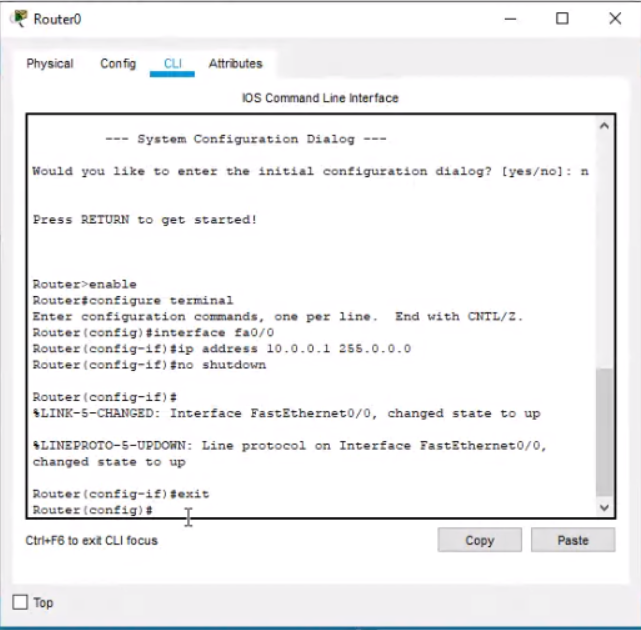 Router0
Physical Config CLI Attributes
IOS Command Line Interface
--- System Configuration Dialog ---
Would you like to enter the initial configuration dialog? [yes/no]: n
Press RETURN to get started!
Router>enable
Router#configure terminal
Enter configuration commands, one per line. End with CNTL/Z.
Router(config)#interface fa0/0
Router(config-if)#ip address 10.0.0.1 255.0.0.0
Router(config-if)#no shutdown
Router(config-if)#
%LINK-5-CHANGED: Interface FastEthernet0/0, changed state to up
%LINEPROTO-5-UPDOWN: Line protocol on Interface FastEthernet0/0,
changed state to up
Router(config-if)#exit
Router(config)#
Ctrl+F6 to exit CLI focus Copy Paste
Top